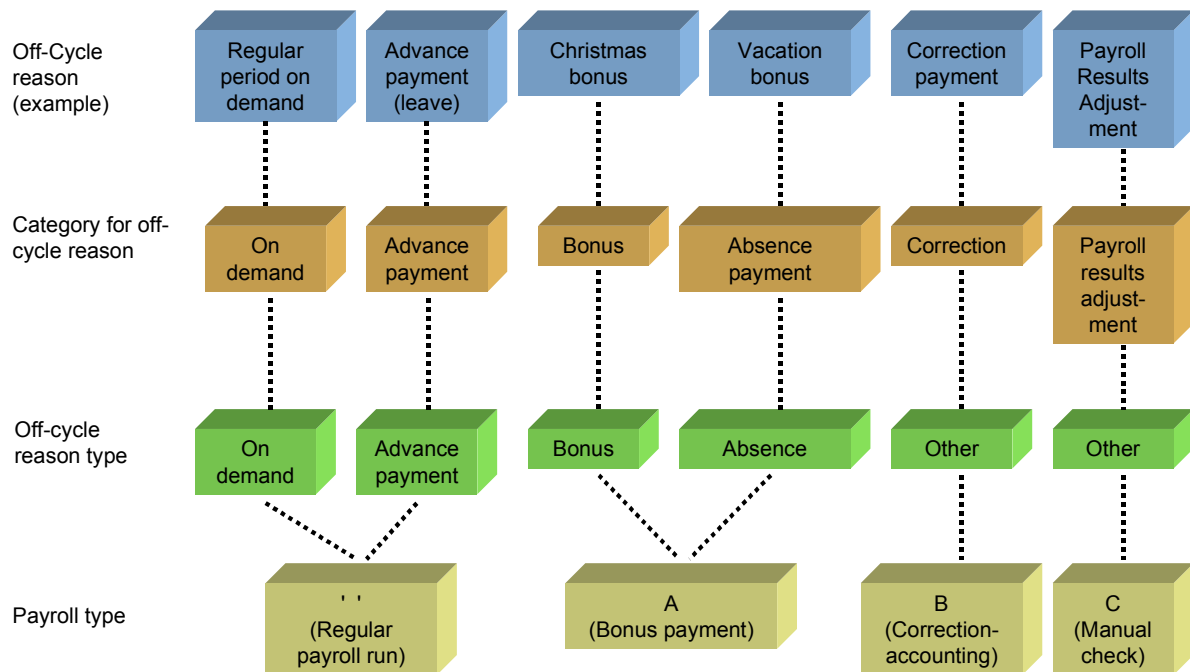 Off-Cycle
reason
(example)
Regular
period on
demand
Advance
payment
(leave)
Christmas
bonus
Vacation
bonus
Correction
payment
Payroll
Results
Adjust-
ment
Category for off-
cycle reason
On
demand
Advance
payment
Bonus
Absence
payment
Correction
Payroll
results
adjust-
ment
Off-cycle
reason type
On
demand
Advance
payment
Bonus
Absence
Other
Other
Payroll type
' '
(Regular
payroll run)
A
(Bonus payment)
B
(Correction-
accounting)
C
(Manual
check)